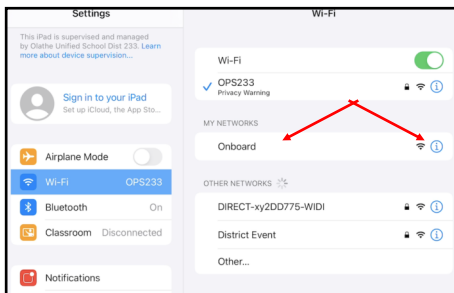 Settings
This iPad is supervised and managed
by Olathe Unified School Dist 233. Learn
more about device supervision...
Sign in to your iPad
Set up iCloud, the App Sto...
Airplane Mode
Wi-Fi OPS233
Bluetooth On
Classroom Disconnected
Notifications
Wi-Fi
Wi-Fi
OPS233
Privacy Warning
MY NETWORKS
Onboard
OTHER NETWORKS
DIRECT-xy2DD775-WIDI
District Event
Other...